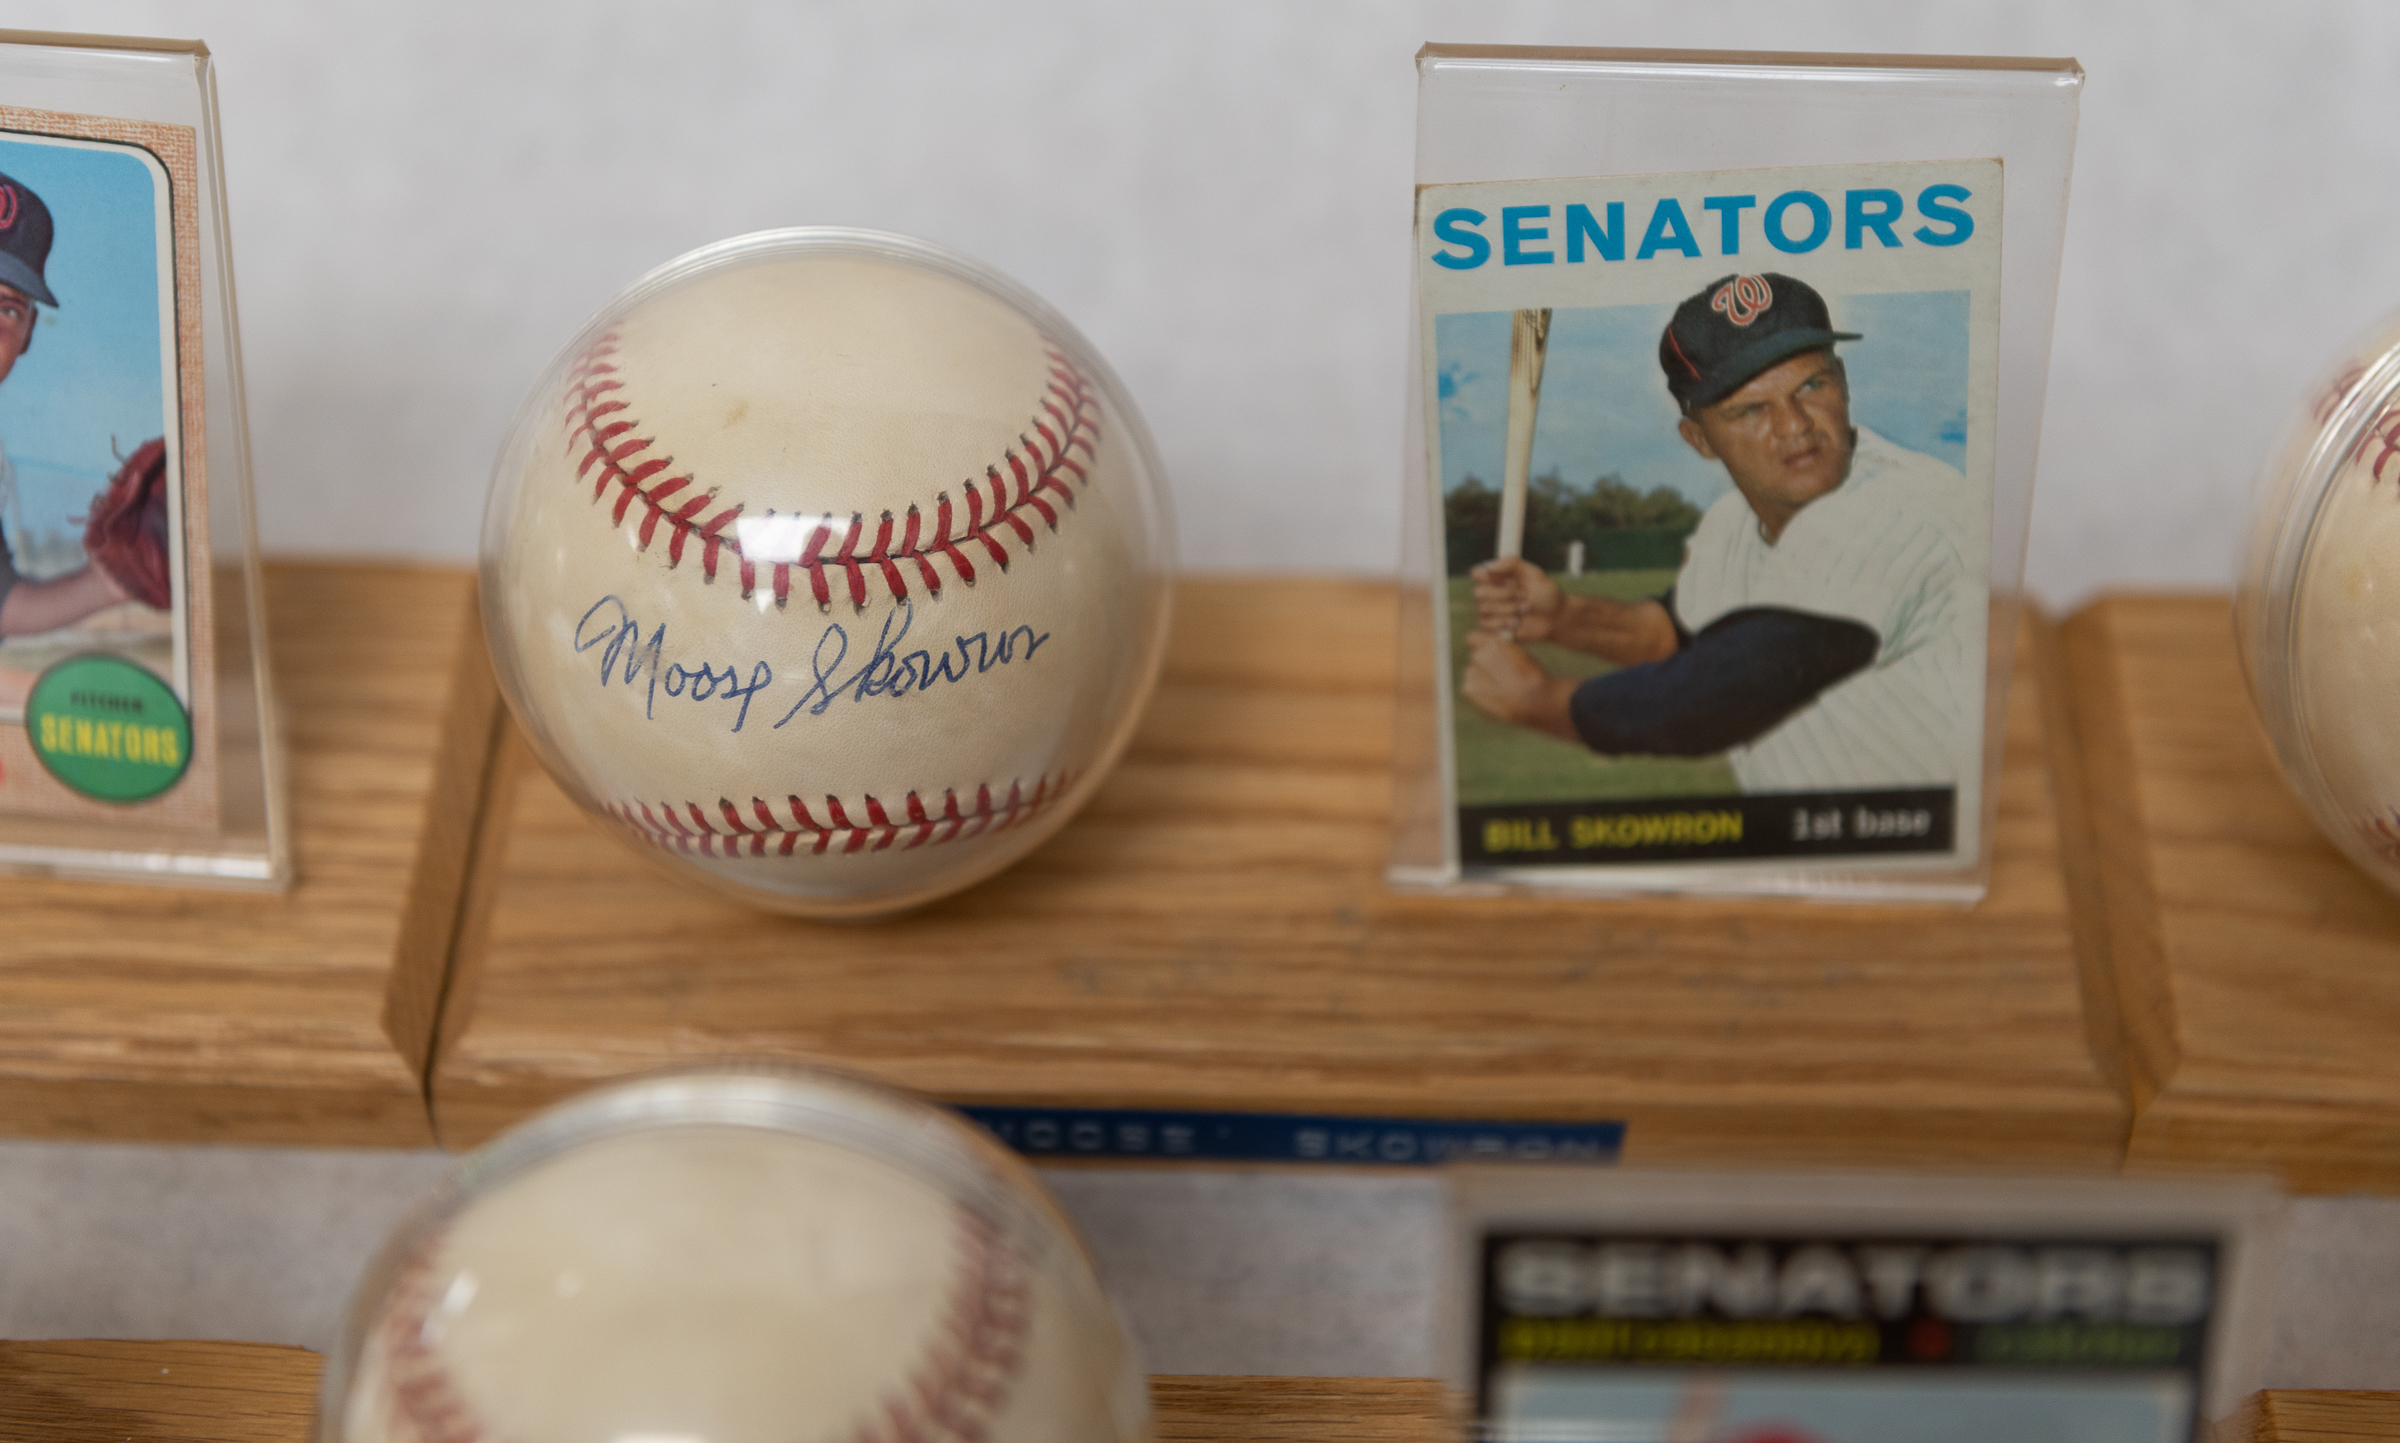 SENATORS
W
Moose Skowron
BILL SKOWRON 1st base
PITCHER
SENATORS
MOOSE SKOWRON
SENATORS